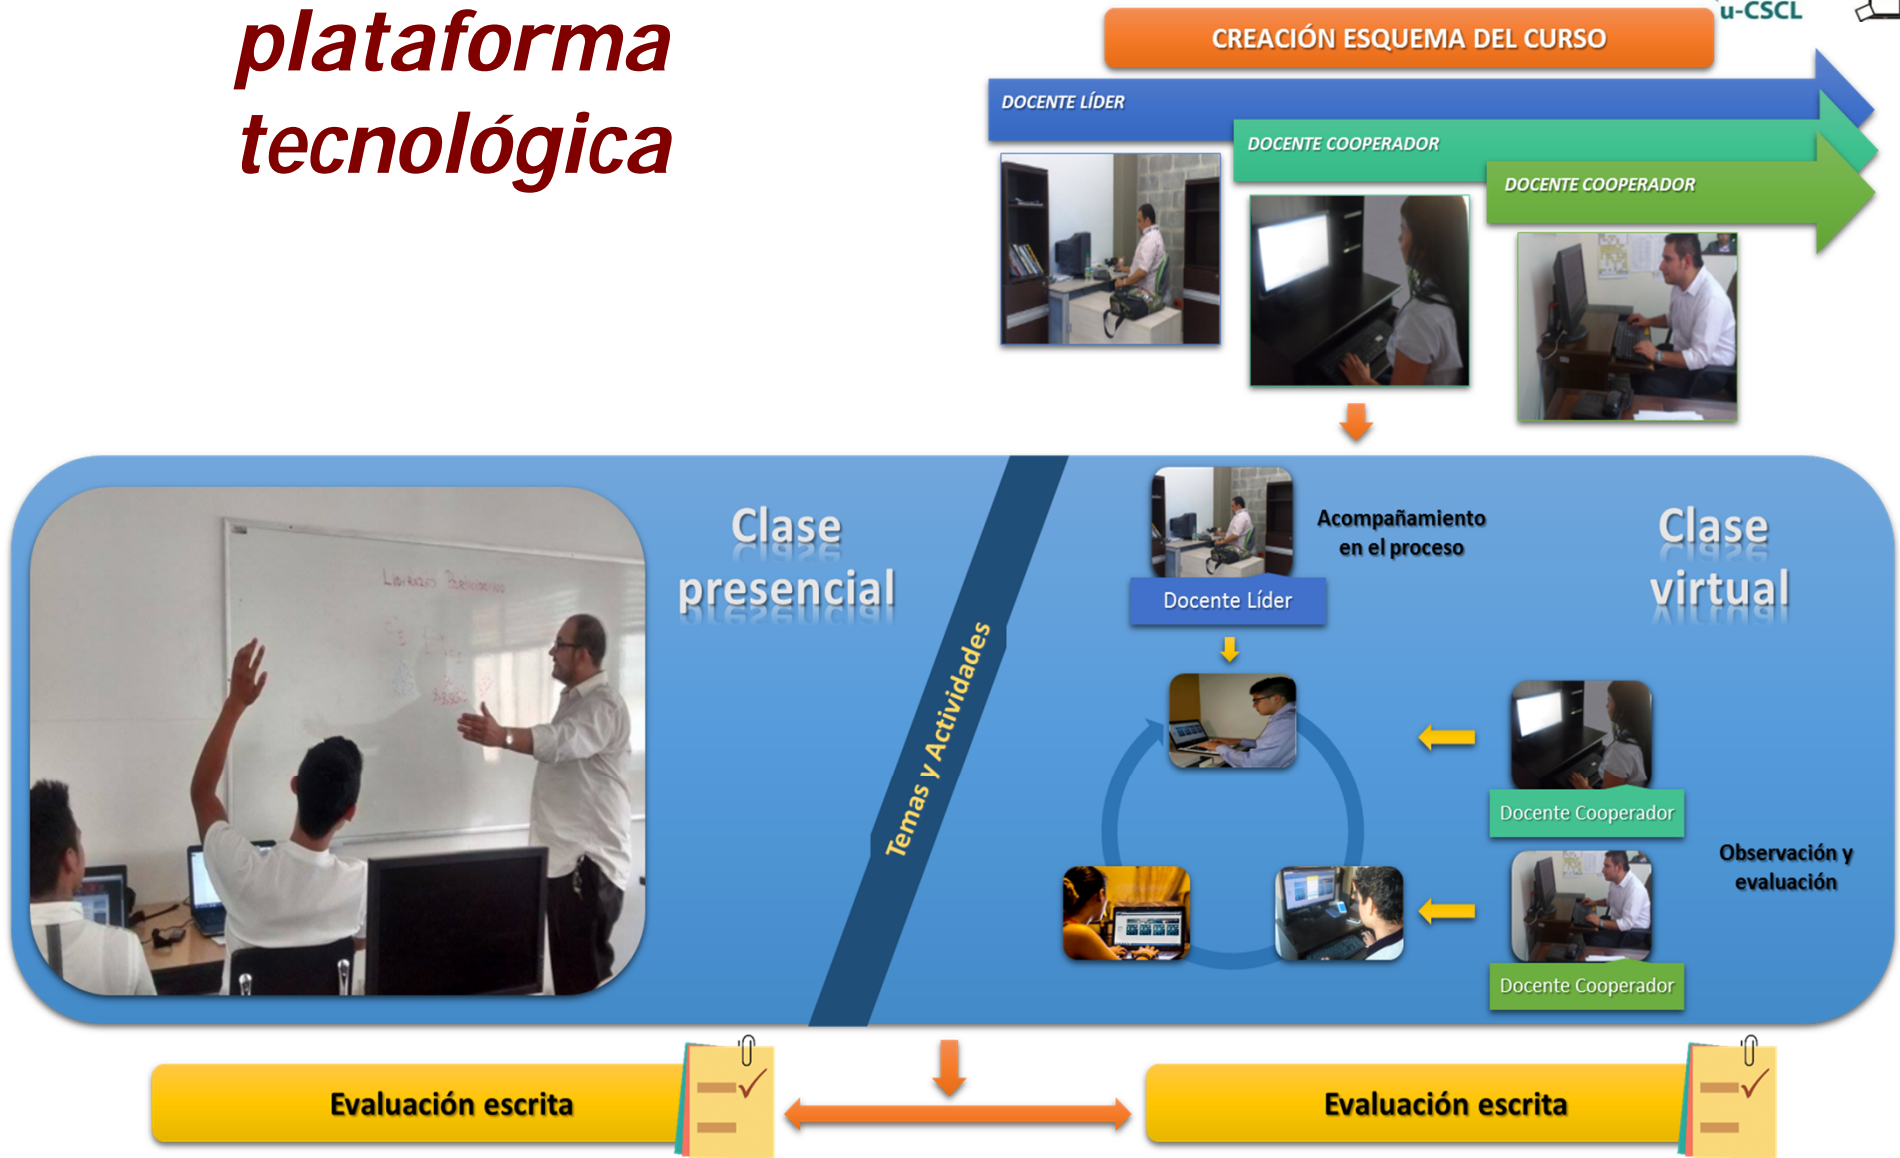 plataforma
tecnológica
u-CSCL
CREACIÓN ESQUEMA DEL CURSO
DOCENTE LÍDER
DOCENTE COOPERADOR
DOCENTE COOPERADOR
Clase
presencial
Temas y Actividades
Acompañamiento
en el proceso
Clase
virtual
Docente Líder
Docente Cooperador
Observación y
evaluación
Docente Cooperador
Evaluación escrita
Evaluación escrita